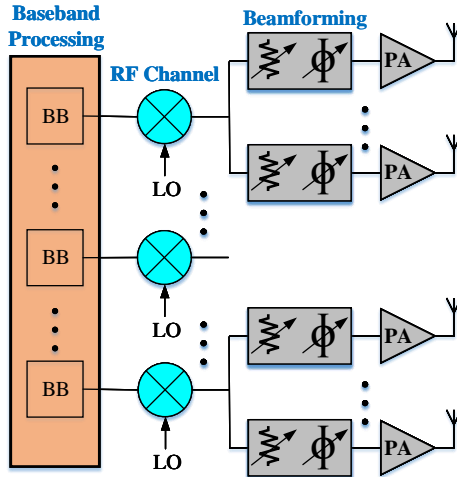 Baseband
Processing
Beamforming
RF Channel
BB
LO
ϕ
PA
ϕ
PA
BB
LO
ϕ
PA
BB
LO
ϕ
PA